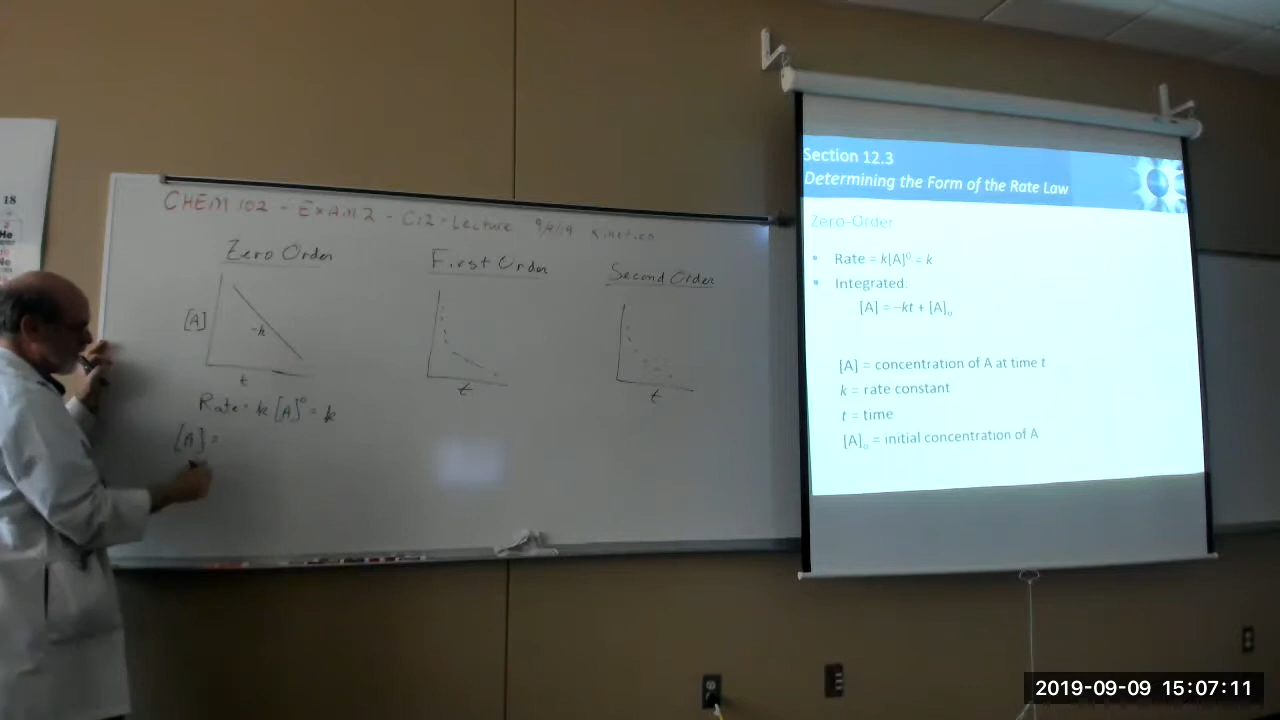 18
He
CHEM 102 - EXAM 2 - C12 - Lecture 9/9/19 Kinetics
Zero Order
[A]
-k
t
Rate = k [A]⁰ = k
[A] =
First Order
t
Second Order
t
Section 12.3
Determining the Form of the Rate Law
Zero-Order
• Rate = k[A]⁰ = k
• Integrated:
[A] = –kt + [A]ₒ
[A] = concentration of A at time t
k = rate constant
t = time
[A]ₒ = initial concentration of A
2019-09-09 15:07:11